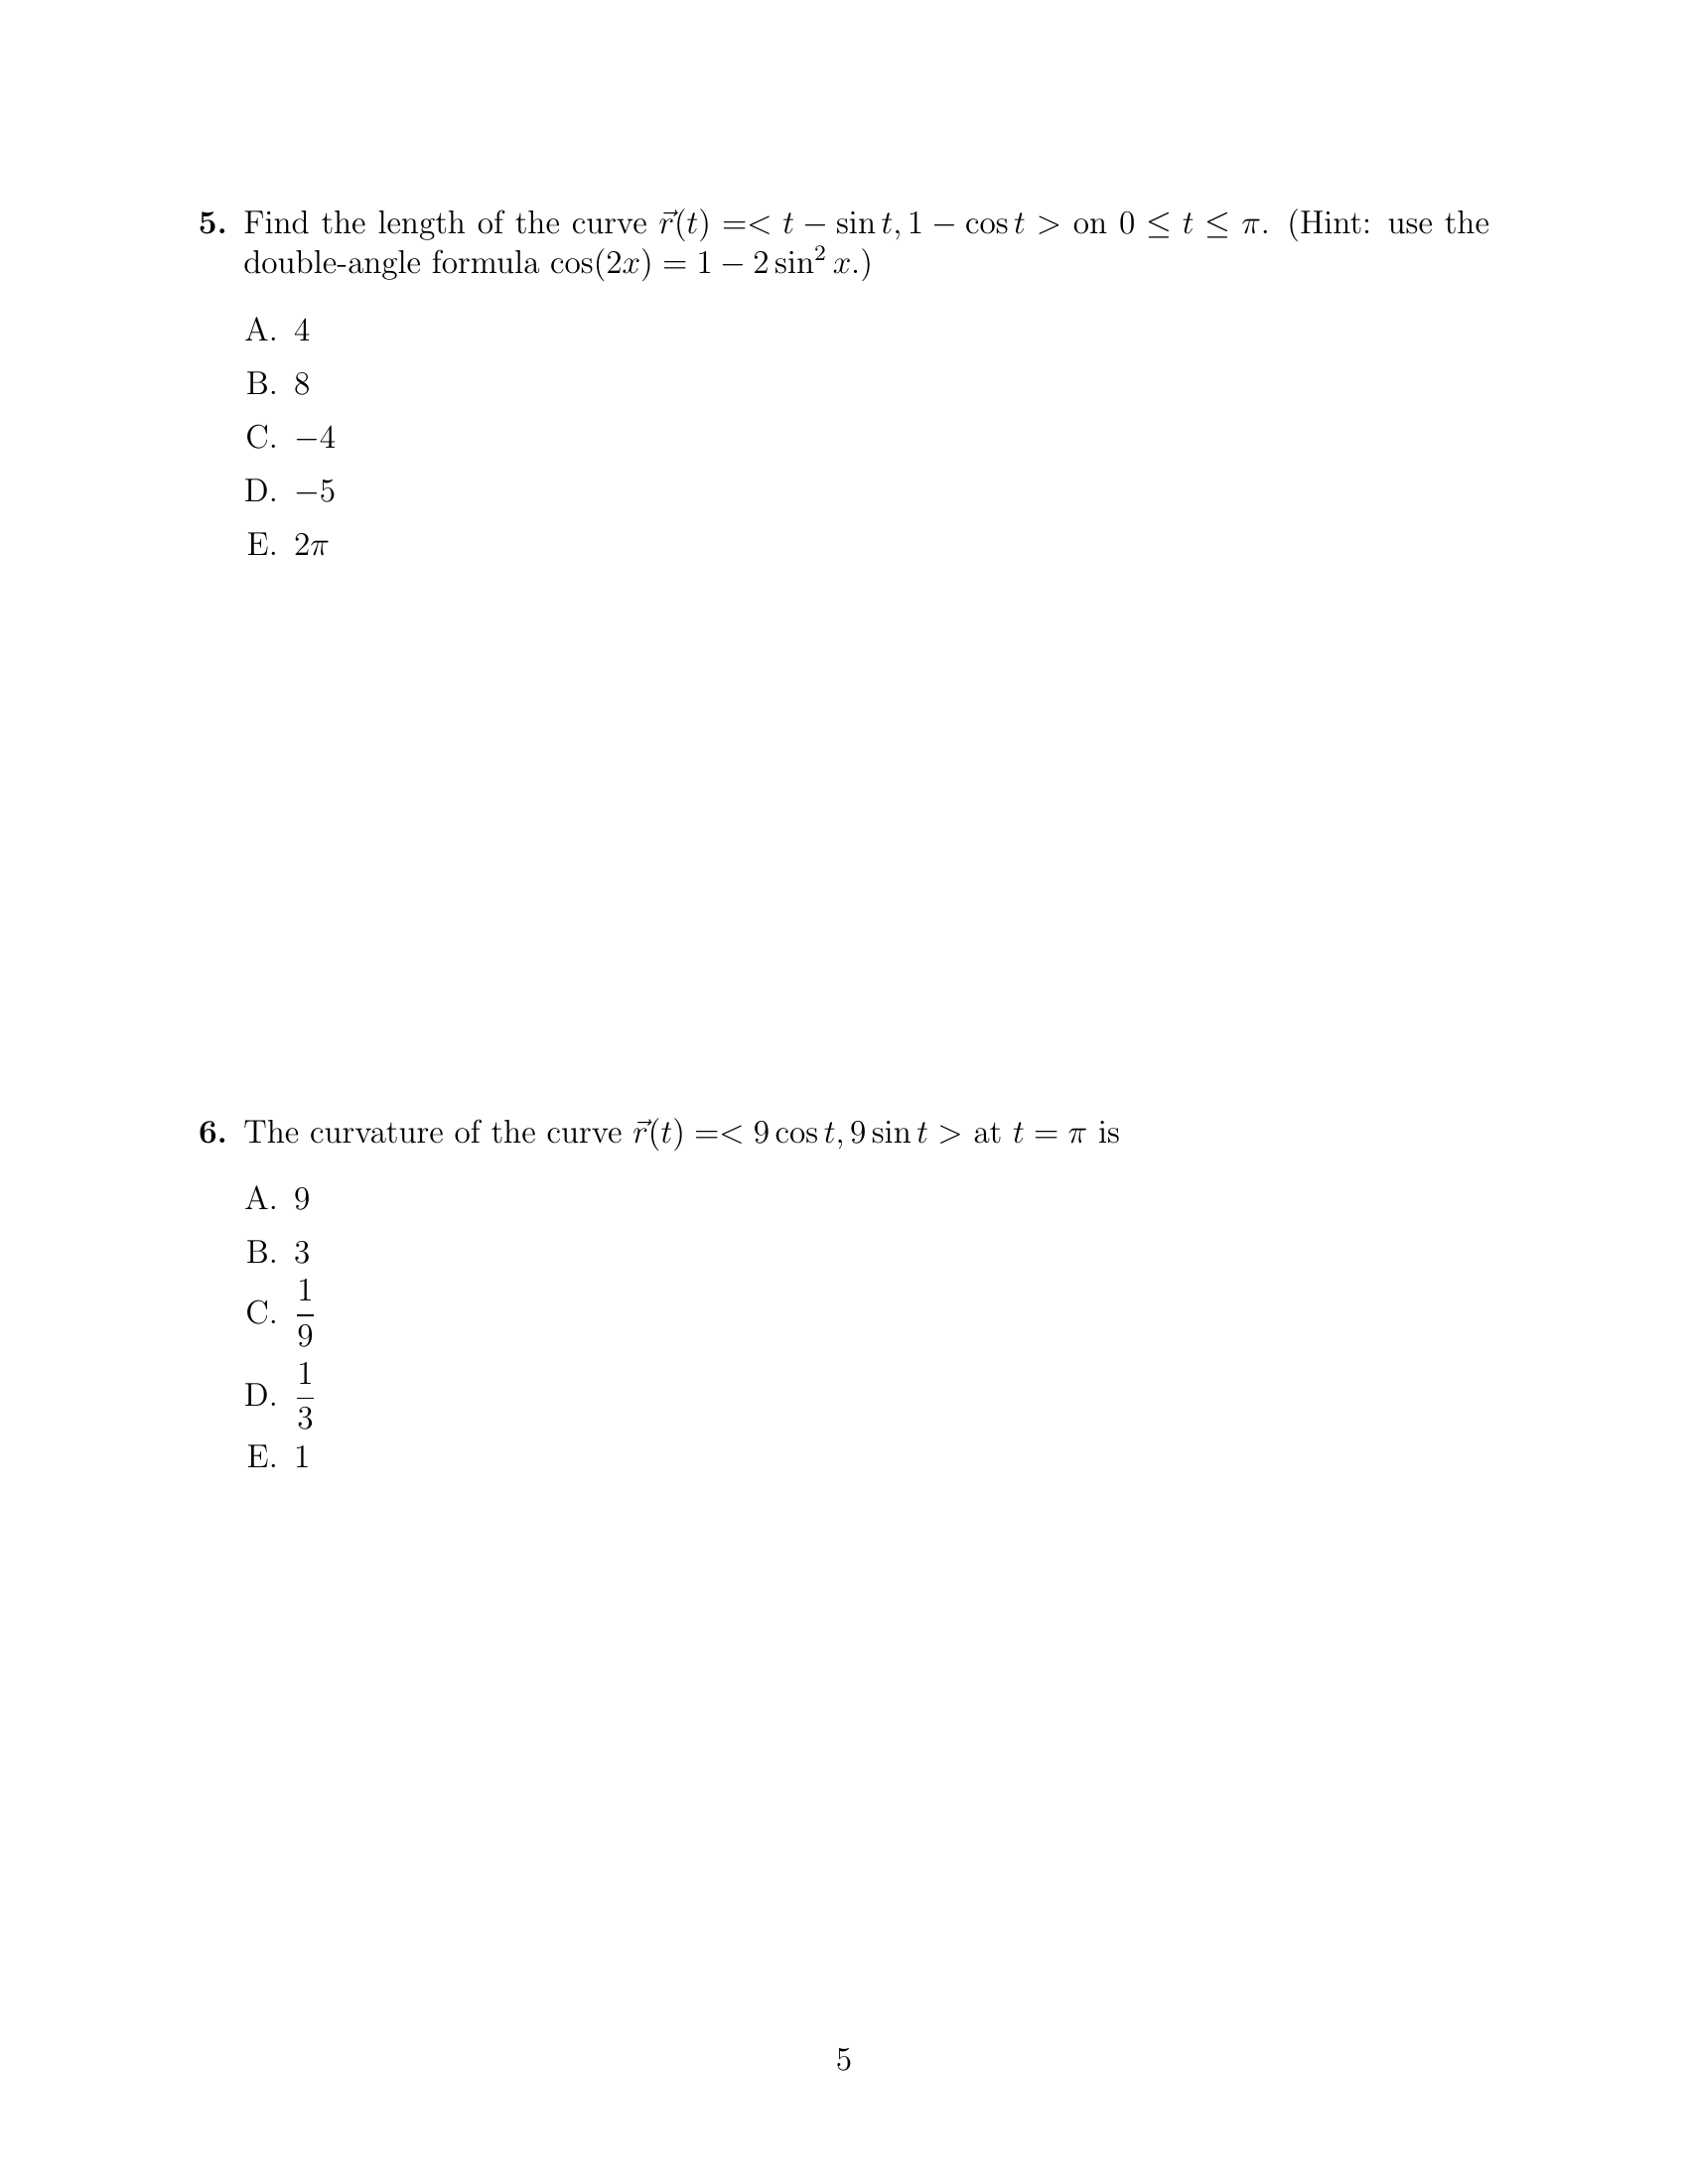 5. Find the length of the curve $\vec{r}(t) =< t - \sin t, 1 - \cos t >$ on $0 \leq t \leq \pi$. (Hint: use the
double-angle formula $\cos(2x) = 1 - 2\sin^2 x$.)
A. 4
B. 8
C. $-4$
D. $-5$
E. $2\pi$
6. The curvature of the curve $\vec{r}(t) =< 9\cos t, 9\sin t >$ at $t = \pi$ is
A. 9
B. 3
C. $\frac{1}{9}$
D. $\frac{1}{3}$
E. 1
5